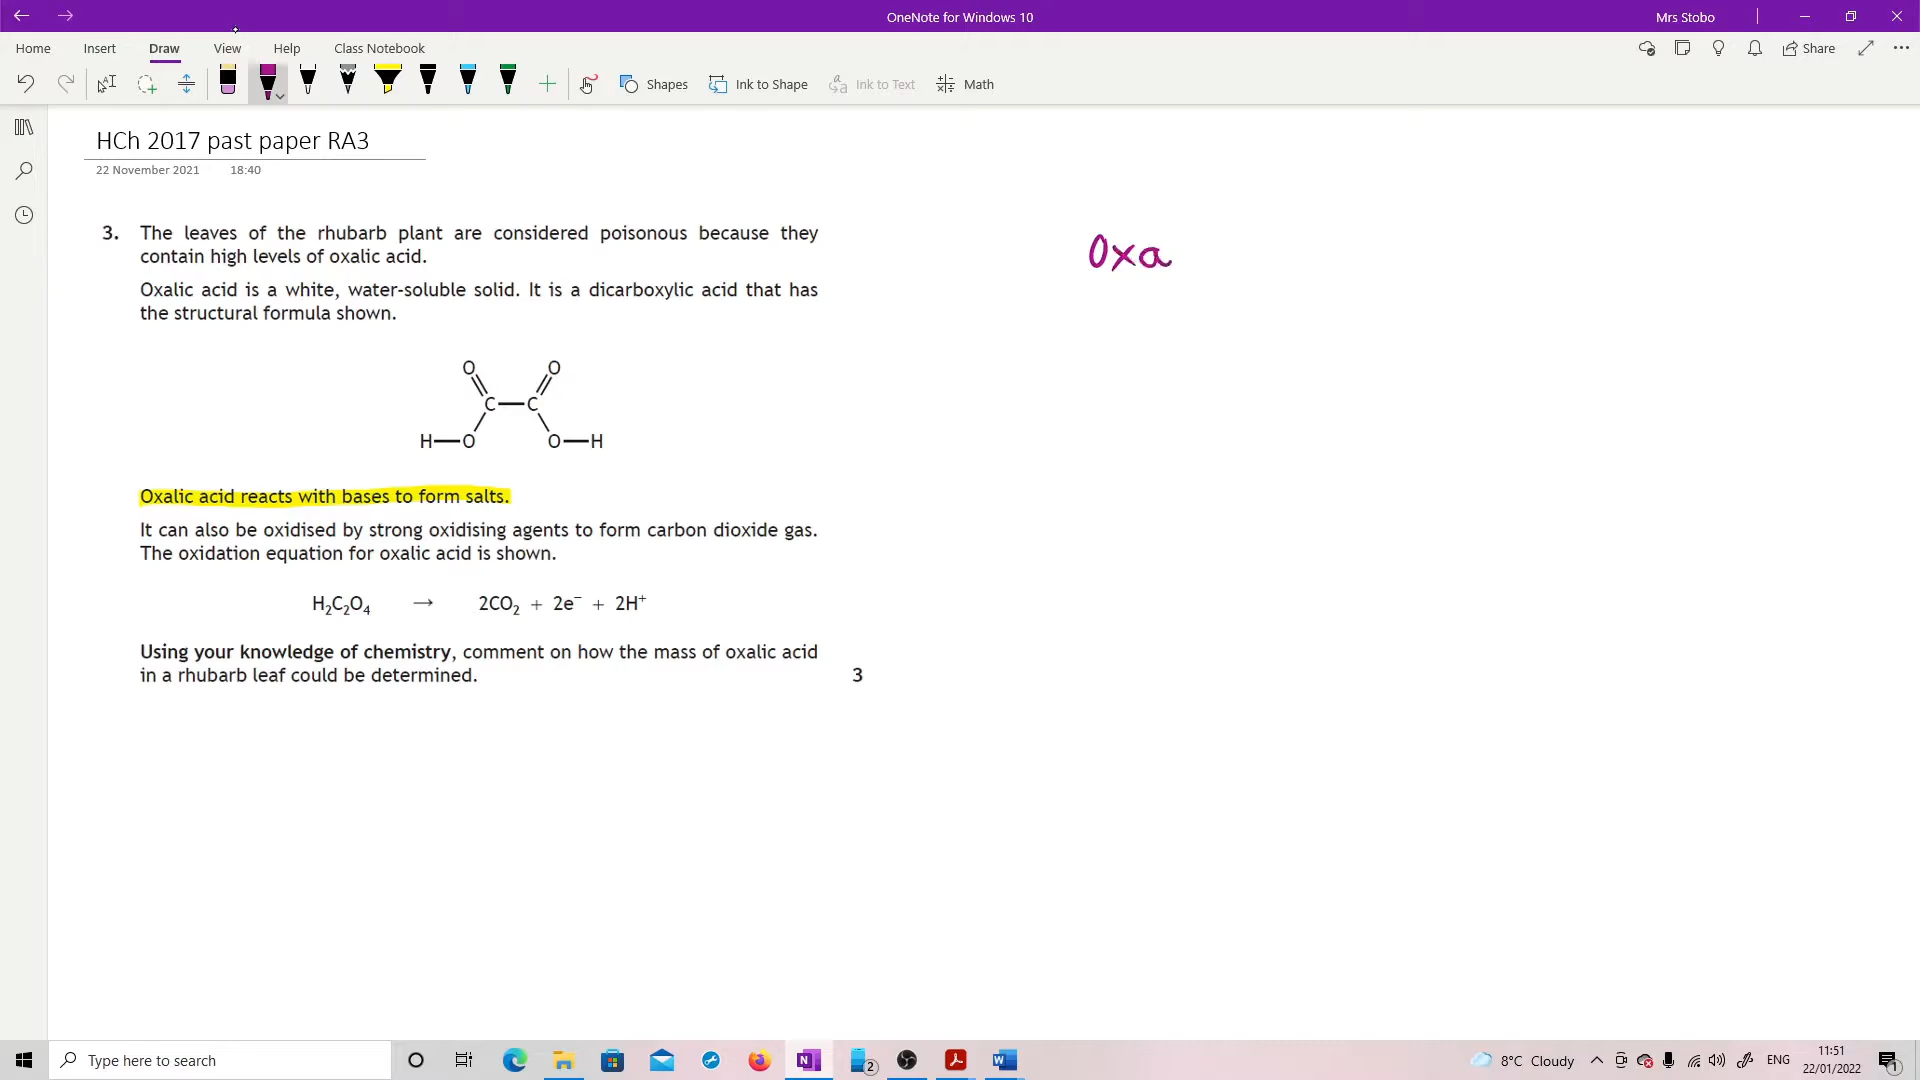 OneNote for Windows 10
Mrs Stobo
Home Insert Draw View Help Class Notebook
Share
Shapes Ink to Shape Ink to Text Math
HCh 2017 past paper RA3
22 November 2021 18:40
3. The leaves of the rhubarb plant are considered poisonous because they
contain high levels of oxalic acid.
Oxalic acid is a white, water-soluble solid. It is a dicarboxylic acid that has
the structural formula shown.
O O
C C
H O O H
Oxalic acid reacts with bases to form salts.
It can also be oxidised by strong oxidising agents to form carbon dioxide gas.
The oxidation equation for oxalic acid is shown.
H₂C₂O₄ → 2CO₂ + 2e⁻ + 2H⁺
Using your knowledge of chemistry, comment on how the mass of oxalic acid
in a rhubarb leaf could be determined. 3
Oxa
Type here to search
2
8°C Cloudy
ENG
11:51
22/01/2022
1